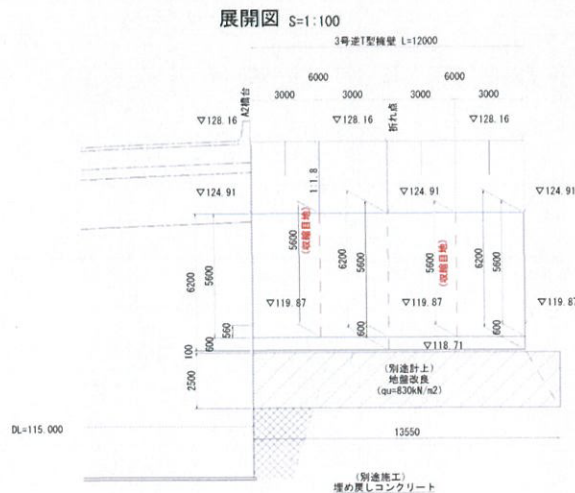 展開図 S=1:100
3号逆T型擁壁 L=12000
6000 6000
3000 3000 3000 3000
A2橋台
折れ点
▽128.16 ▽128.16 ▽128.16
1:1.8
▽124.91 ▽124.91 ▽124.91
5600
(収縮目地)
5600
(収縮目地)
6200 5600 6200 5600 6200 5600
▽119.87 ▽119.87 ▽119.87
560 600 600 600
▽118.71
100
2500
(別途計上)
地盤改良
(qu=830kN/m2)
DL=115.000
13550
(別途施工)
埋め戻しコンクリート